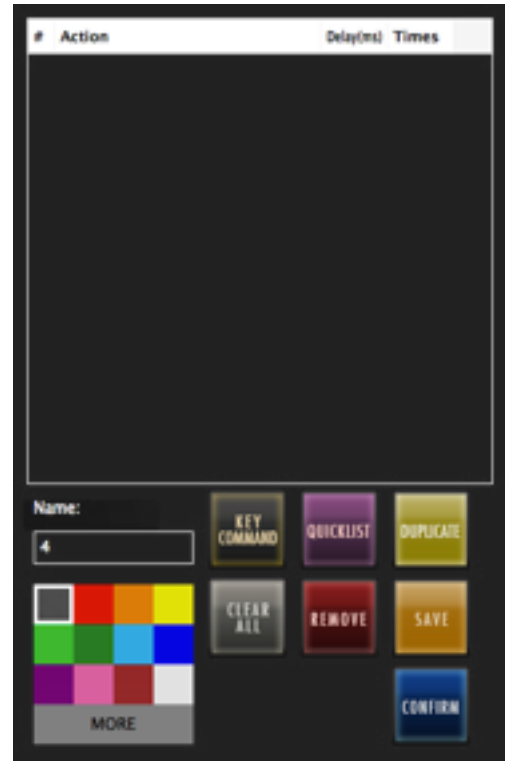 # Action Delay(ms) Times
Name:
4
KEY
COMMAND
QUICKLIST
DUPLICATE
CLEAR
ALL
REMOVE
SAVE
MORE
CONFIRM